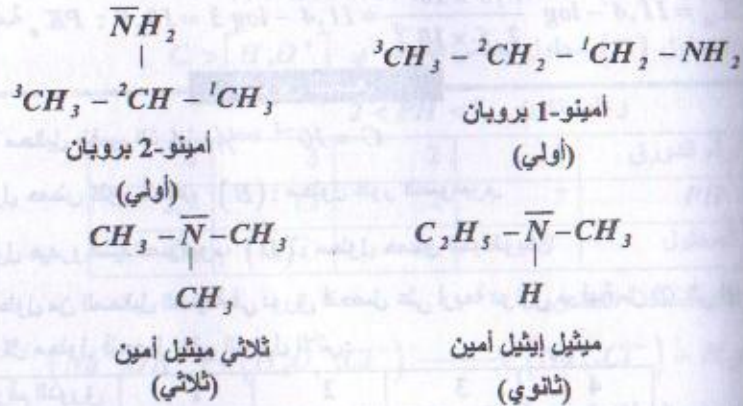 N̄H₂
|
³CH₃ – ²CH – ¹CH₃
أمينو-2 بروبان
(أولي)
³CH₃ – ²CH₂ – ¹CH₂ – NH₂
أمينو-1 بروبان
(أولي)
CH₃ – N̄ – CH₃
|
CH₃
ثلاثي ميثيل أمين
(ثلاثي)
C₂H₅ – N̄ – CH₃
|
H
ميثيل إيثيل أمين
(ثانوي)